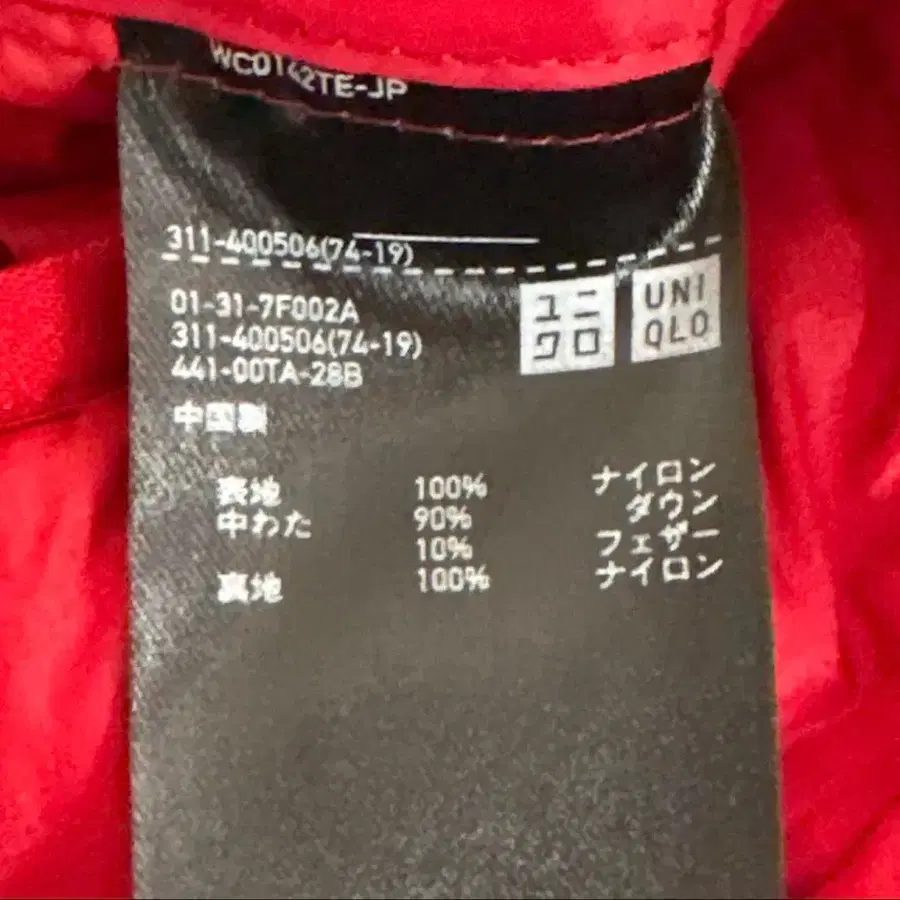 WC0142TE-JP
311-400506(74-19)
01-31-7F002A
311-400506(74-19)
441-00TA-28B
ユニ
クロ
UNI
QLO
中国製
表地 100% ナイロン
中わた 90% ダウン
10% フェザー
裏地 100% ナイロン